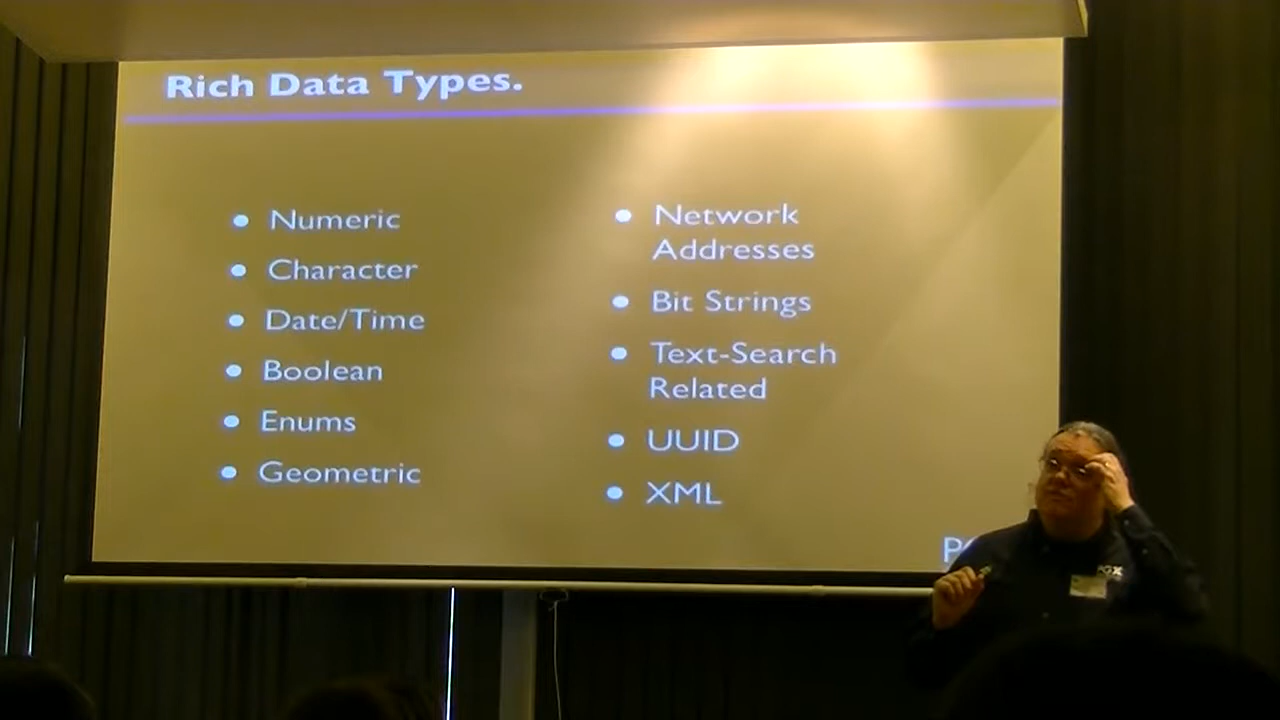 Rich Data Types.
Numeric
Character
Date/Time
Boolean
Enums
Geometric
Network
Addresses
Bit Strings
Text-Search
Related
UUID
XML
PGX